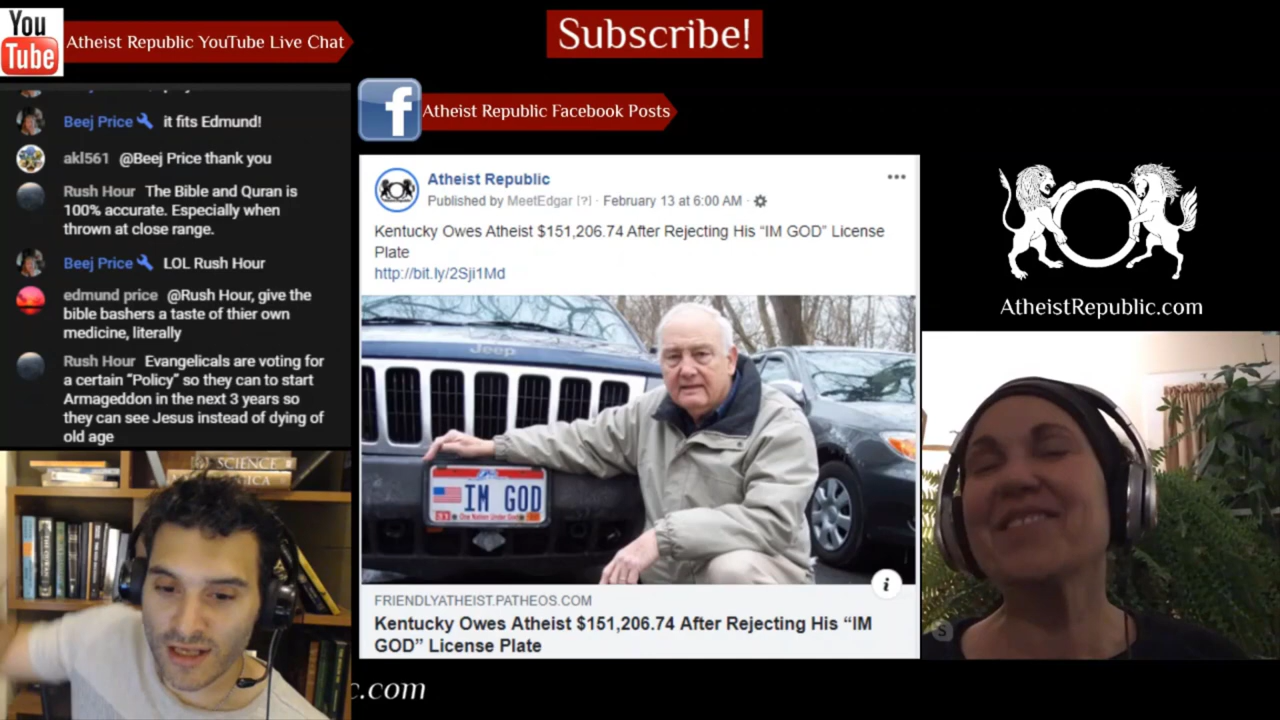 You
Tube
Atheist Republic YouTube Live Chat
Subscribe!
Beej Price it fits Edmund!
akl561 @Beej Price thank you
Rush Hour The Bible and Quran is
100% accurate. Especially when
thrown at close range.
Beej Price LOL Rush Hour
edmund price @Rush Hour, give the
bible bashers a taste of thier own
medicine, literally
Rush Hour Evangelicals are voting for
a certain "Policy" so they can to start
Armageddon in the next 3 years so
they can see Jesus instead of dying of
old age
f
Atheist Republic Facebook Posts
Atheist Republic
Published by MeetEdgar [?] · February 13 at 6:00 AM ·
Kentucky Owes Atheist $151,206.74 After Rejecting His “IM GOD” License
Plate
http://bit.ly/2Sji1Md
Jeep
IM GOD
One Nation Under God
i
FRIENDLYATHEIST.PATHEOS.COM
Kentucky Owes Atheist $151,206.74 After Rejecting His “IM
GOD” License Plate
AtheistRepublic.com
SCIENCE
S
c.com